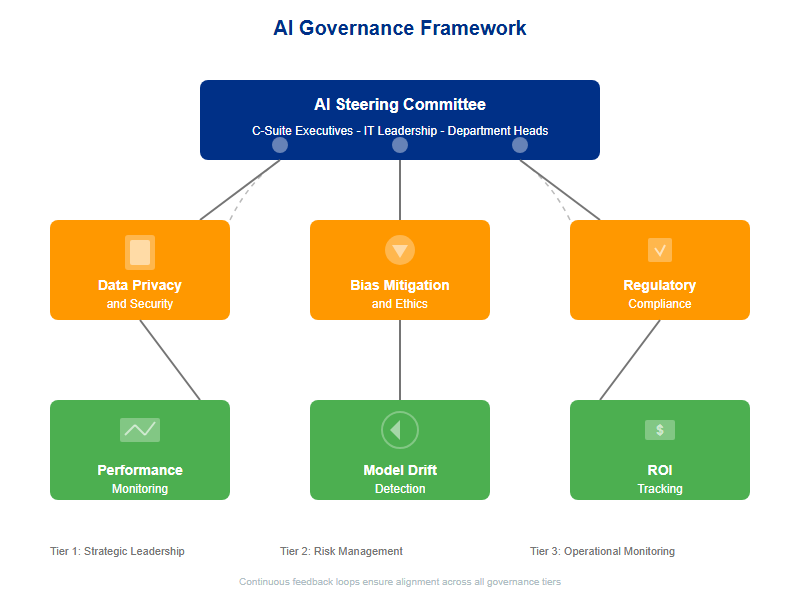 AI Governance Framework
AI Steering Committee
C-Suite Executives - IT Leadership - Department Heads
Data Privacy
and Security
Bias Mitigation
and Ethics
Regulatory
Compliance
Performance
Monitoring
Model Drift
Detection
$
ROI
Tracking
Tier 1: Strategic Leadership
Tier 2: Risk Management
Tier 3: Operational Monitoring
Continuous feedback loops ensure alignment across all governance tiers